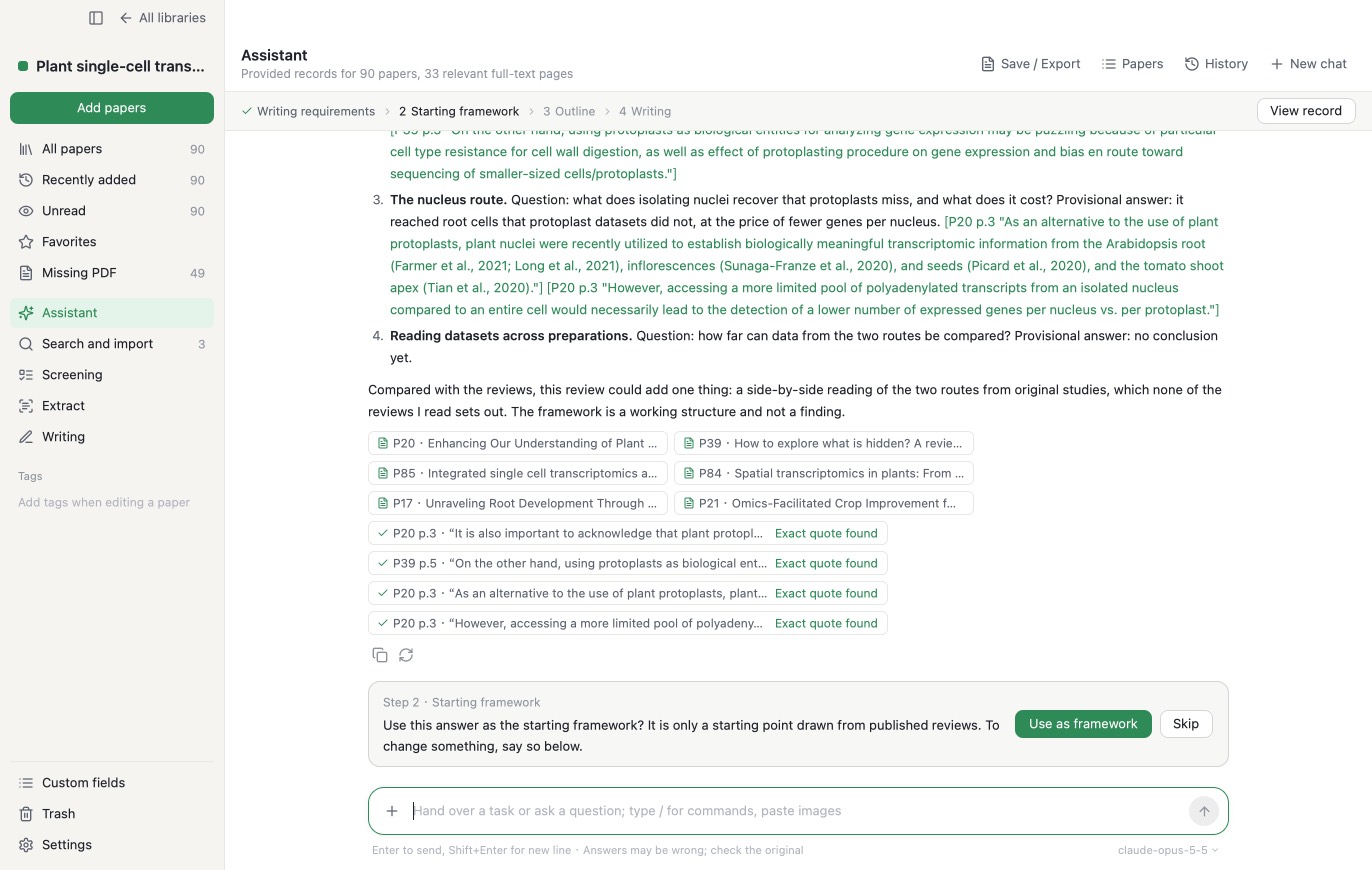 All libraries
Plant single-cell trans...
Add papers
All papers 90
Recently added 90
Unread 90
Favorites
Missing PDF 49
Assistant
Search and import 3
Screening
Extract
Writing
Tags
Add tags when editing a paper
Custom fields
Trash
Settings
Assistant
Provided records for 90 papers, 33 relevant full-text pages
Save / Export
Papers
History
New chat
Writing requirements › 2 Starting framework › 3 Outline › 4 Writing
View record
[P39 p.5 "On the other hand, using protoplasts as biological entities for analyzing gene expression may be puzzling because of particular
cell type resistance for cell wall digestion, as well as effect of protoplasting procedure on gene expression and bias en route toward
sequencing of smaller-sized cells/protoplasts."]
3. The nucleus route. Question: what does isolating nuclei recover that protoplasts miss, and what does it cost? Provisional answer: it
reached root cells that protoplast datasets did not, at the price of fewer genes per nucleus. [P20 p.3 "As an alternative to the use of plant
protoplasts, plant nuclei were recently utilized to establish biologically meaningful transcriptomic information from the Arabidopsis root
(Farmer et al., 2021; Long et al., 2021), inflorescences (Sunaga-Franze et al., 2020), and seeds (Picard et al., 2020), and the tomato shoot
apex (Tian et al., 2020)."] [P20 p.3 "However, accessing a more limited pool of polyadenylated transcripts from an isolated nucleus
compared to an entire cell would necessarily lead to the detection of a lower number of expressed genes per nucleus vs. per protoplast."]
4. Reading datasets across preparations. Question: how far can data from the two routes be compared? Provisional answer: no conclusion
yet.
Compared with the reviews, this review could add one thing: a side-by-side reading of the two routes from original studies, which none of the
reviews I read sets out. The framework is a working structure and not a finding.
P20 · Enhancing Our Understanding of Plant ...
P39 · How to explore what is hidden? A revie...
P85 · Integrated single cell transcriptomics a...
P84 · Spatial transcriptomics in plants: From ...
P17 · Unraveling Root Development Through ...
P21 · Omics-Facilitated Crop Improvement f...
P20 p.3 · “It is also important to acknowledge that plant protopl... Exact quote found
P39 p.5 · “On the other hand, using protoplasts as biological ent... Exact quote found
P20 p.3 · “As an alternative to the use of plant protoplasts, plant... Exact quote found
P20 p.3 · “However, accessing a more limited pool of polyadeny... Exact quote found
Step 2 · Starting framework
Use this answer as the starting framework? It is only a starting point drawn from published reviews. To
change something, say so below.
Use as framework
Skip
Hand over a task or ask a question; type / for commands, paste images
Enter to send, Shift+Enter for new line · Answers may be wrong; check the original
claude-opus-5-5